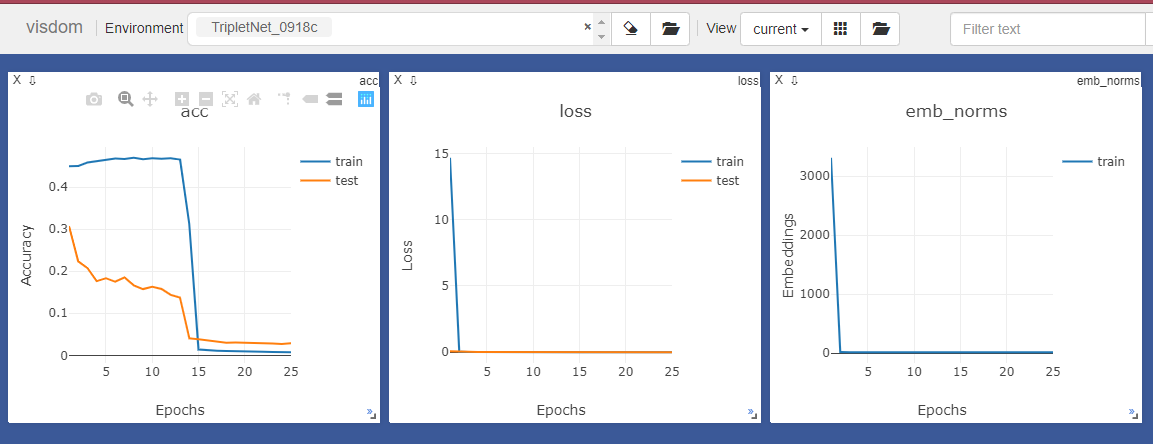 visdom Environment TripletNet_0918c × View current Filter text
X ⇩ acc
acc
train
test
0.4
0.3
0.2
0.1
0
Accuracy
5 10 15 20 25
Epochs
»
X ⇩ loss
loss
train
test
15
10
5
0
Loss
5 10 15 20 25
Epochs
»
X ⇩ emb_norms
emb_norms
train
3000
2000
1000
0
Embeddings
5 10 15 20 25
Epochs
»